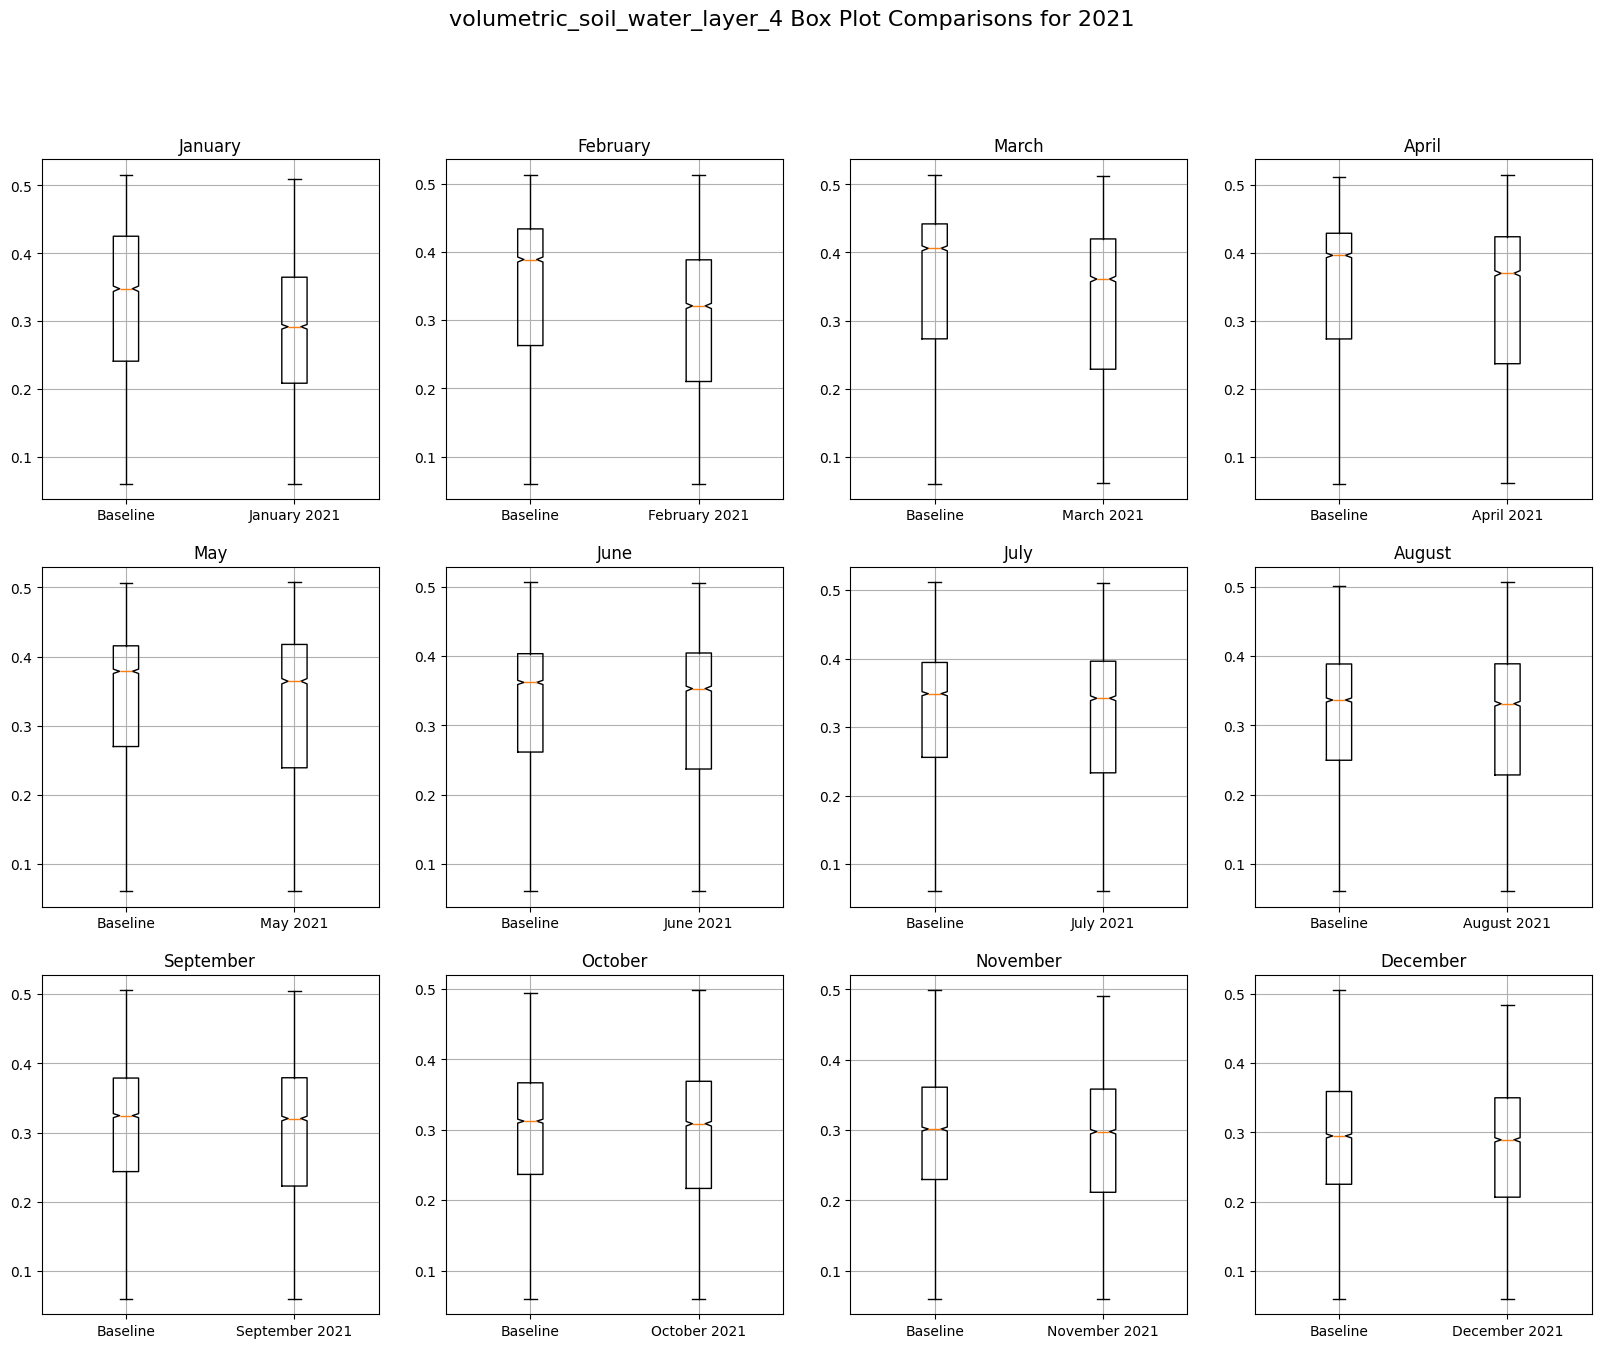 volumetric_soil_water_layer_4 Box Plot Comparisons for 2021
January
February
March
April
0.5
0.4
0.3
0.2
0.1
Baseline
January 2021
0.5
0.4
0.3
0.2
0.1
Baseline
February 2021
0.5
0.4
0.3
0.2
0.1
Baseline
March 2021
0.5
0.4
0.3
0.2
0.1
Baseline
April 2021
May
June
July
August
0.5
0.4
0.3
0.2
0.1
Baseline
May 2021
0.5
0.4
0.3
0.2
0.1
Baseline
June 2021
0.5
0.4
0.3
0.2
0.1
Baseline
July 2021
0.5
0.4
0.3
0.2
0.1
Baseline
August 2021
September
October
November
December
0.5
0.4
0.3
0.2
0.1
Baseline
September 2021
0.5
0.4
0.3
0.2
0.1
Baseline
October 2021
0.5
0.4
0.3
0.2
0.1
Baseline
November 2021
0.5
0.4
0.3
0.2
0.1
Baseline
December 2021